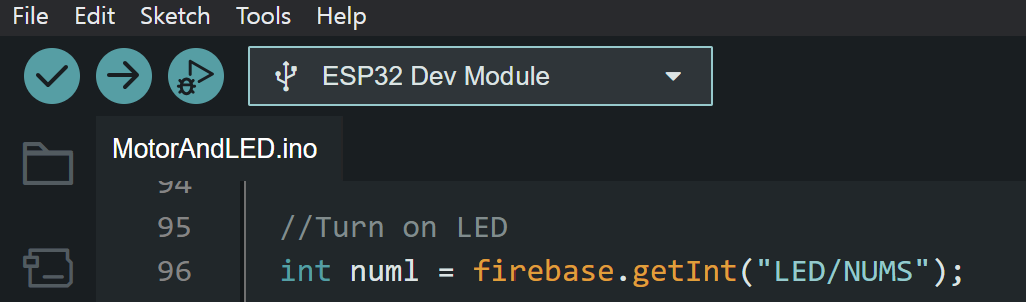 File Edit Sketch Tools Help
ESP32 Dev Module
MotorAndLED.ino
94
95 //Turn on LED
96 int numl = firebase.getInt("LED/NUMS");